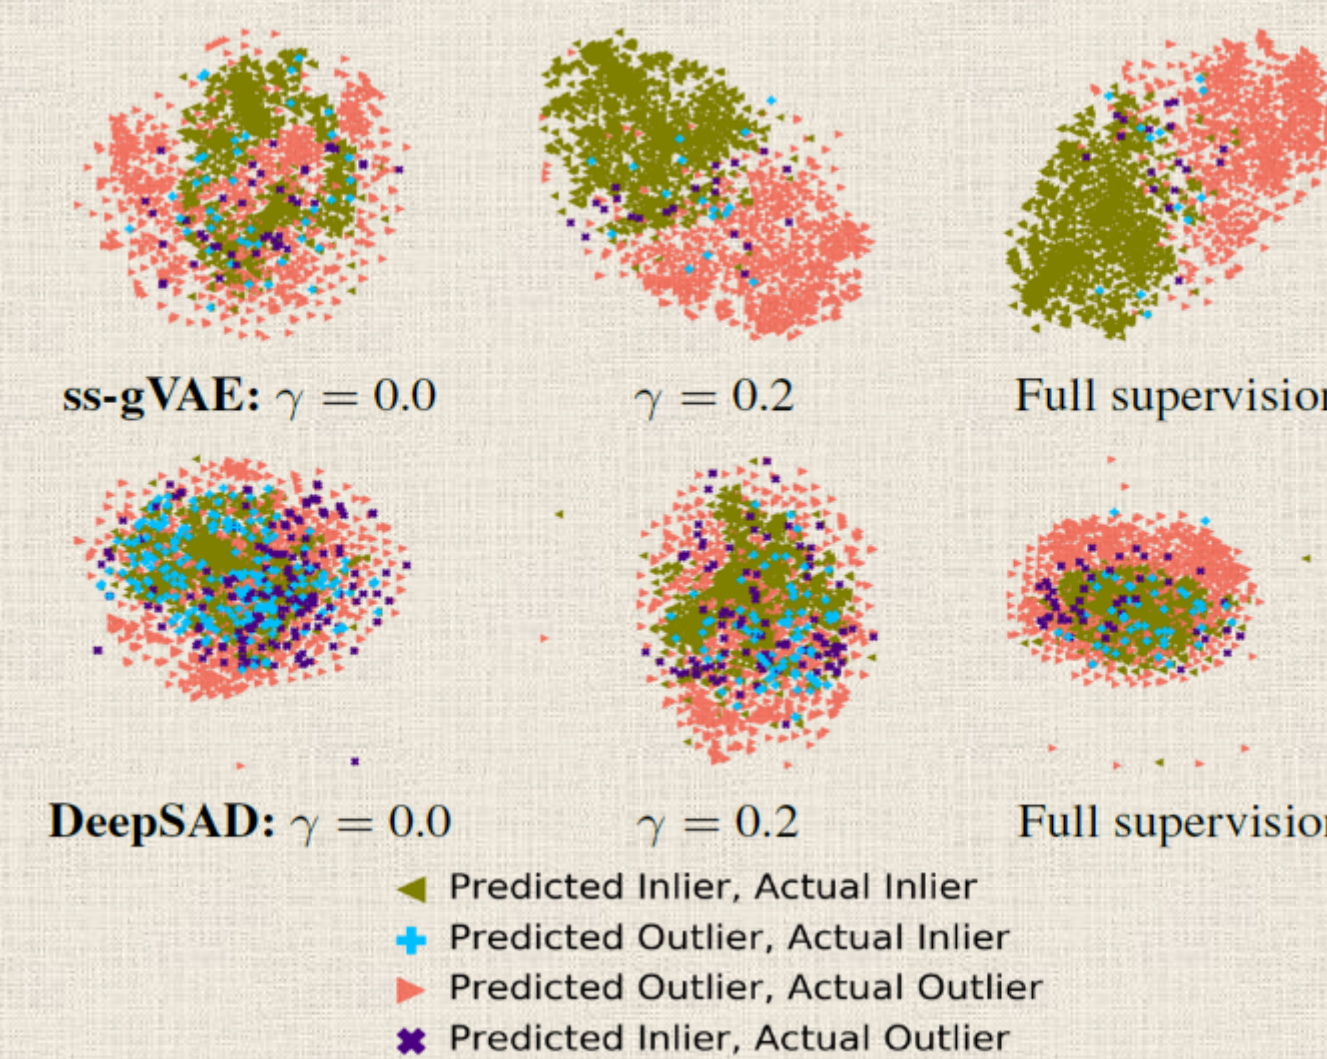 ss-gVAE: γ = 0.0 γ = 0.2 Full supervision
DeepSAD: γ = 0.0 γ = 0.2 Full supervision
Predicted Inlier, Actual Inlier
Predicted Outlier, Actual Inlier
Predicted Outlier, Actual Outlier
Predicted Inlier, Actual Outlier